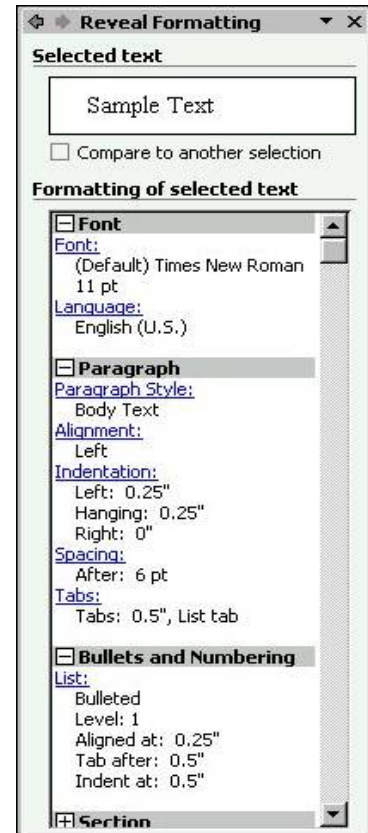 Reveal Formatting
Selected text
Sample Text
Compare to another selection
Formatting of selected text
Font
Font:
(Default) Times New Roman
11 pt
Language:
English (U.S.)
Paragraph
Paragraph Style:
Body Text
Alignment:
Left
Indentation:
Left: 0.25"
Hanging: 0.25"
Right: 0"
Spacing:
After: 6 pt
Tabs:
Tabs: 0.5", List tab
Bullets and Numbering
List:
Bulleted
Level: 1
Aligned at: 0.25"
Tab after: 0.5"
Indent at: 0.5"
Section